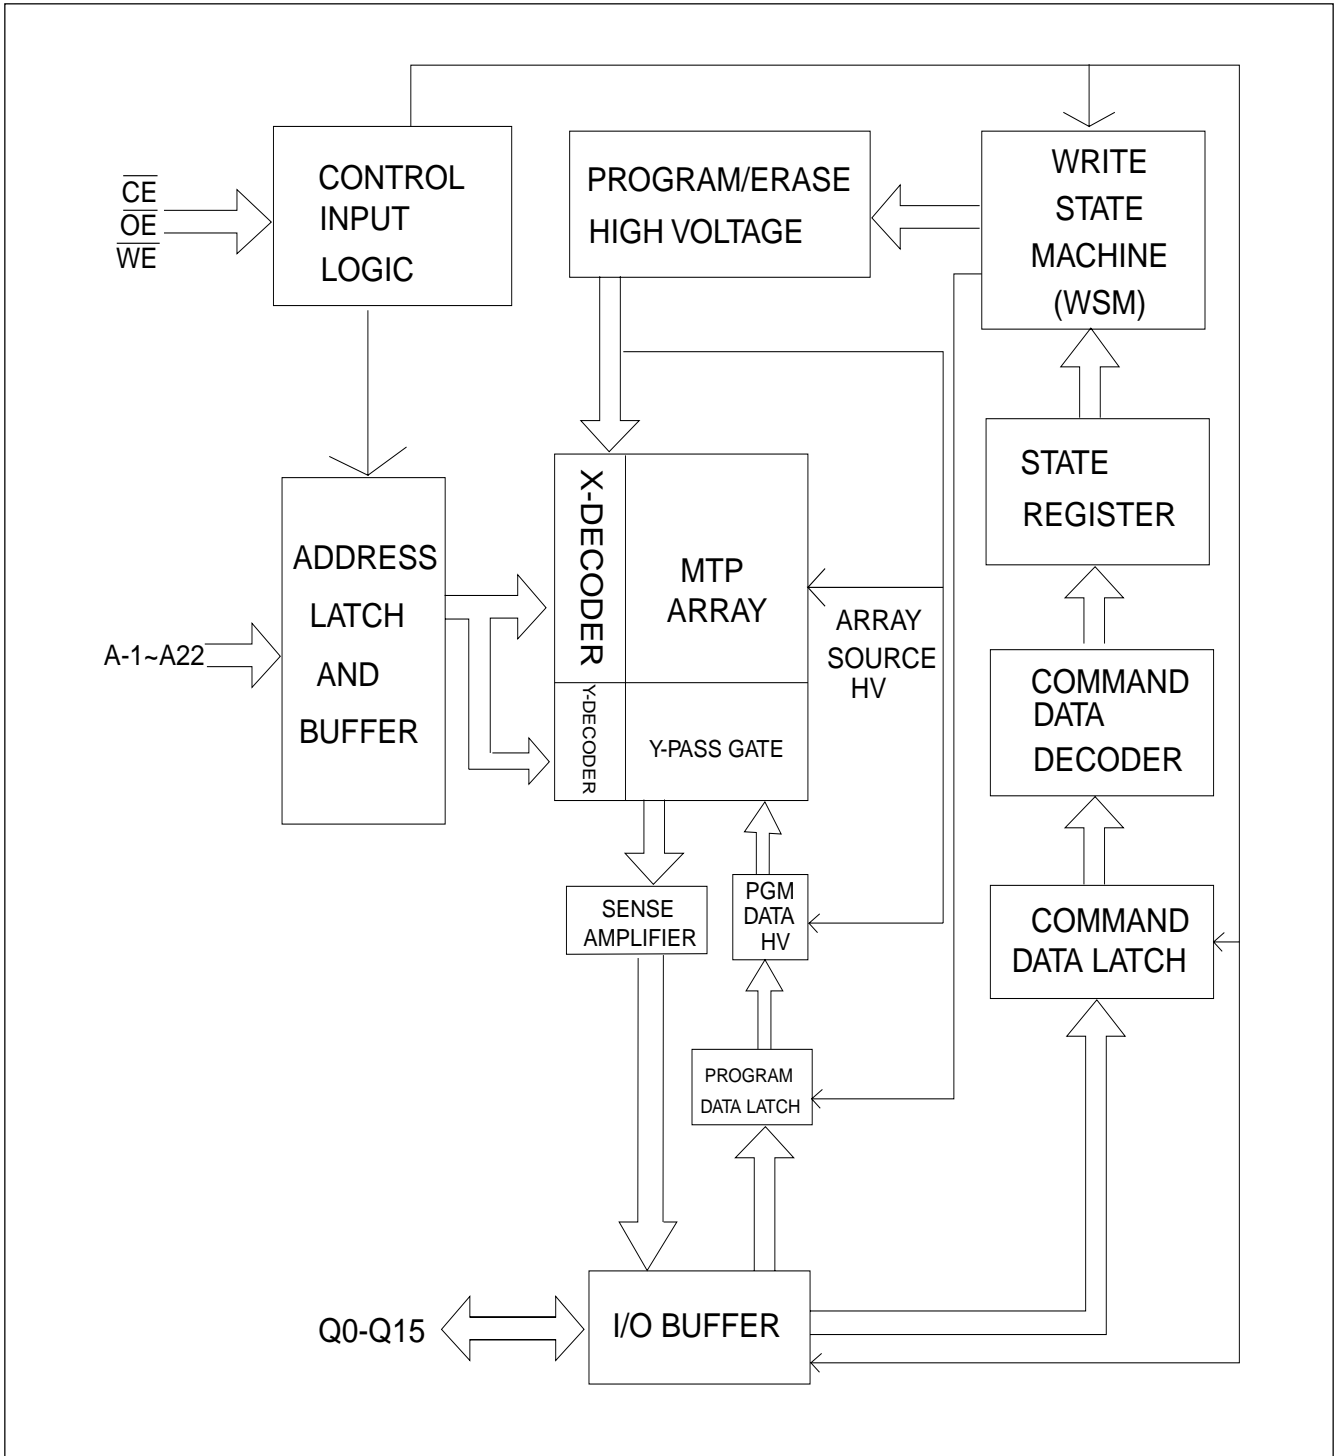 CONTROL
INPUT
LOGIC
PROGRAM/ERASE
HIGH VOLTAGE
WRITE
STATE
MACHINE
(WSM)
CE
OE
WE
STATE
REGISTER
ADDRESS
LATCH
AND
BUFFER
X-DECODER
MTP
ARRAY
ARRAY
SOURCE
HV
A-1~A22
Y-DECODER
Y-PASS GATE
COMMAND
DATA
DECODER
SENSE
AMPLIFIER
PGM
DATA
HV
COMMAND
DATA LATCH
PROGRAM
DATA LATCH
Q0-Q15
I/O BUFFER